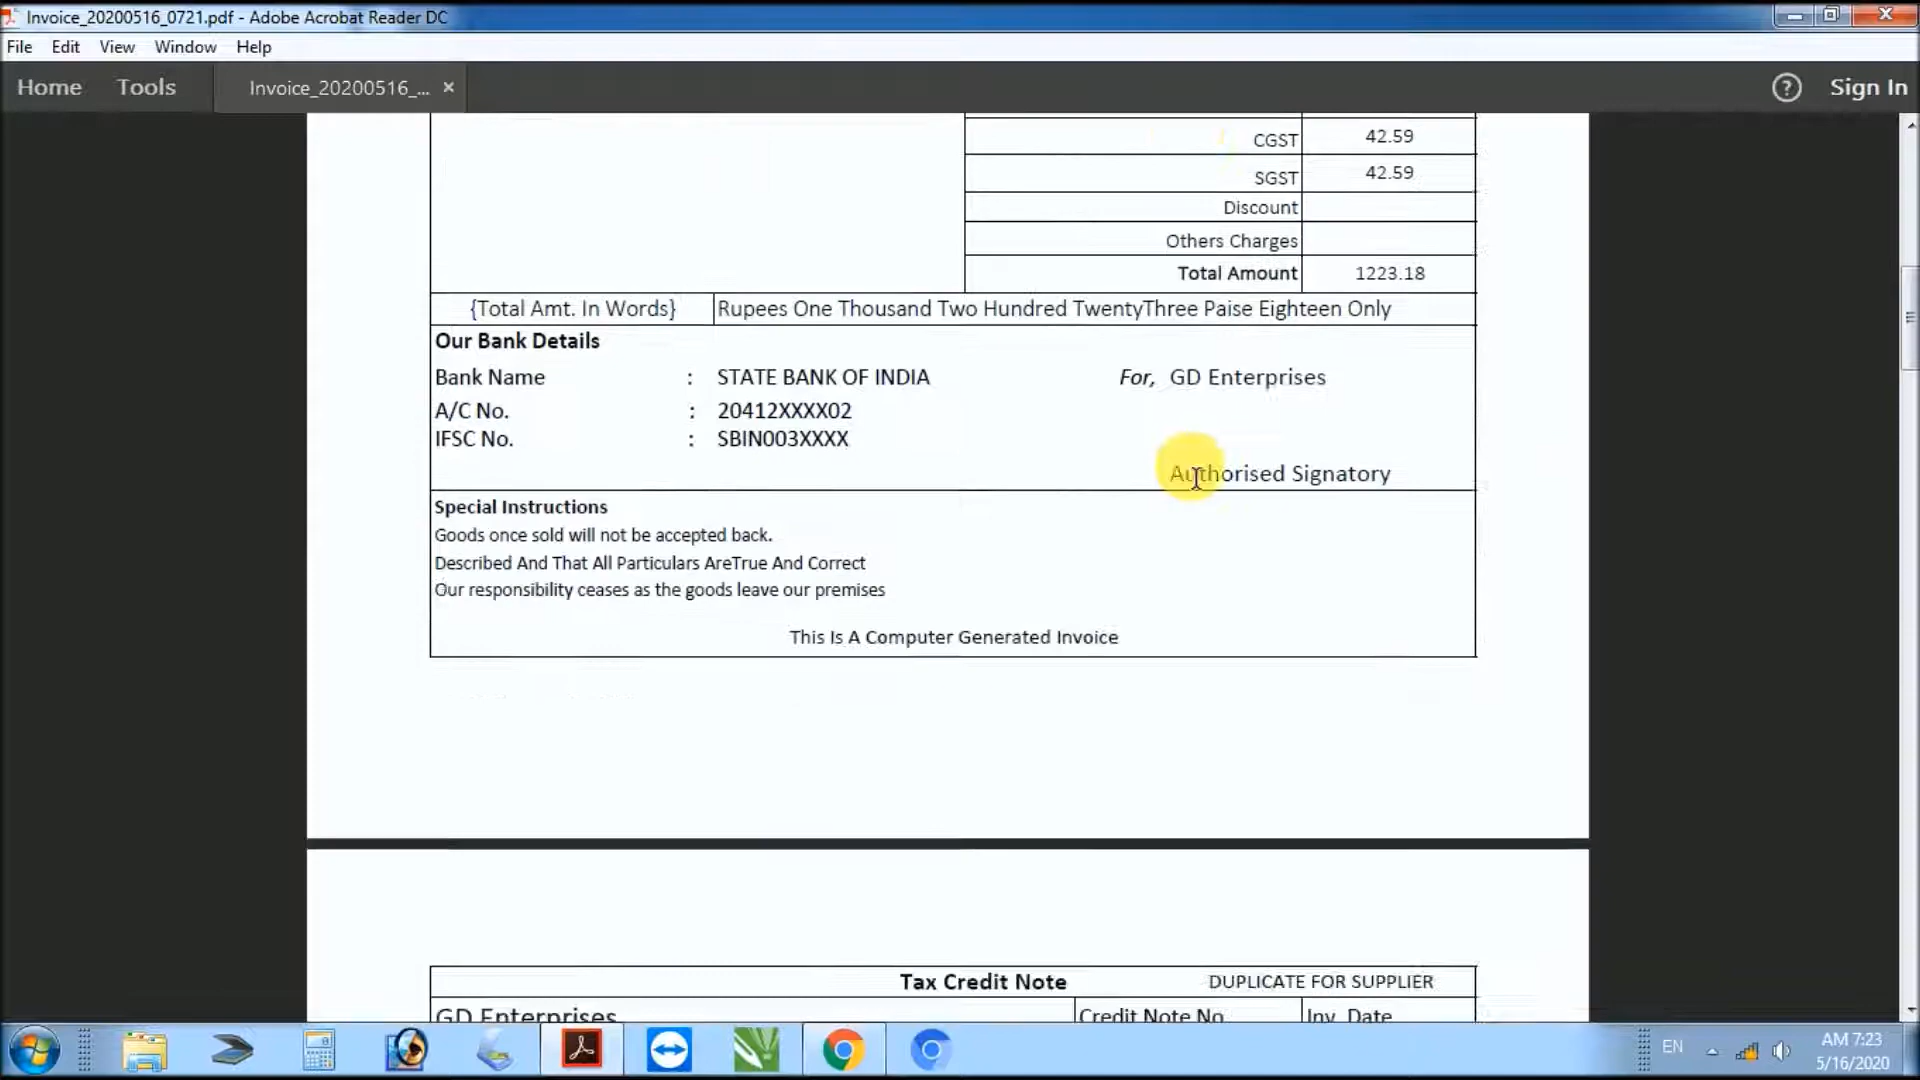 Invoice_20200516_0721.pdf - Adobe Acrobat Reader DC
File Edit View Window Help
Home Tools Invoice_20200516_... × ? Sign In
CGST 42.59
SGST 42.59
Discount
Others Charges
Total Amount 1223.18
{Total Amt. In Words} Rupees One Thousand Two Hundred TwentyThree Paise Eighteen Only
Our Bank Details
Bank Name : STATE BANK OF INDIA For, GD Enterprises
A/C No. : 20412XXXX02
IFSC No. : SBIN003XXXX
Authorised Signatory
Special Instructions
Goods once sold will not be accepted back.
Described And That All Particulars AreTrue And Correct
Our responsibility ceases as the goods leave our premises
This Is A Computer Generated Invoice
Tax Credit Note DUPLICATE FOR SUPPLIER
GD Enterprises Credit Note No Inv. Date
EN AM 7:23
5/16/2020